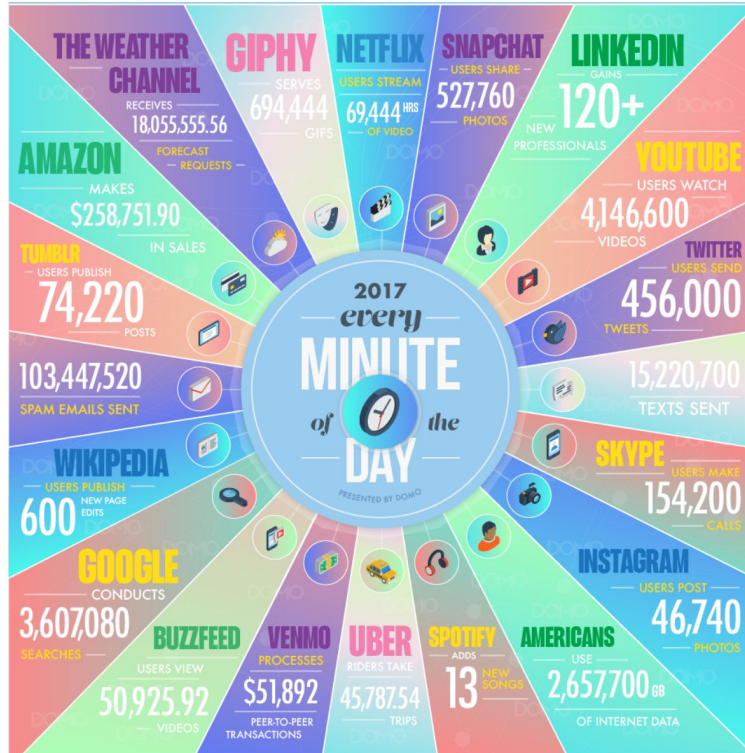 2017
every
MINUTE
of the
DAY
PRESENTED BY DOMO
GIPHY
SERVES
694,444
GIFS
NETFLIX
USERS STREAM
69,444 HRS
OF VIDEO
SNAPCHAT
USERS SHARE
527,760
PHOTOS
LINKEDIN
GAINS
120+
NEW
PROFESSIONALS
YOUTUBE
USERS WATCH
4,146,600
VIDEOS
TWITTER
USERS SEND
456,000
TWEETS
15,220,700
TEXTS SENT
SKYPE
USERS MAKE
154,200
CALLS
INSTAGRAM
USERS POST
46,740
PHOTOS
AMERICANS
USE
2,657,700 GB
OF INTERNET DATA
SPOTIFY
ADDS
13 NEW
SONGS
UBER
RIDERS TAKE
45,787.54
TRIPS
VENMO
PROCESSES
$51,892
PEER-TO-PEER
TRANSACTIONS
BUZZFEED
USERS VIEW
50,925.92
VIDEOS
GOOGLE
CONDUCTS
3,607,080
SEARCHES
WIKIPEDIA
USERS PUBLISH
600 NEW PAGE
EDITS
103,447,520
SPAM EMAILS SENT
TUMBLR
USERS PUBLISH
74,220
POSTS
AMAZON
MAKES
$258,751.90
IN SALES
THE WEATHER
CHANNEL
RECEIVES
18,055,555.56
FORECAST
REQUESTS
DOMO